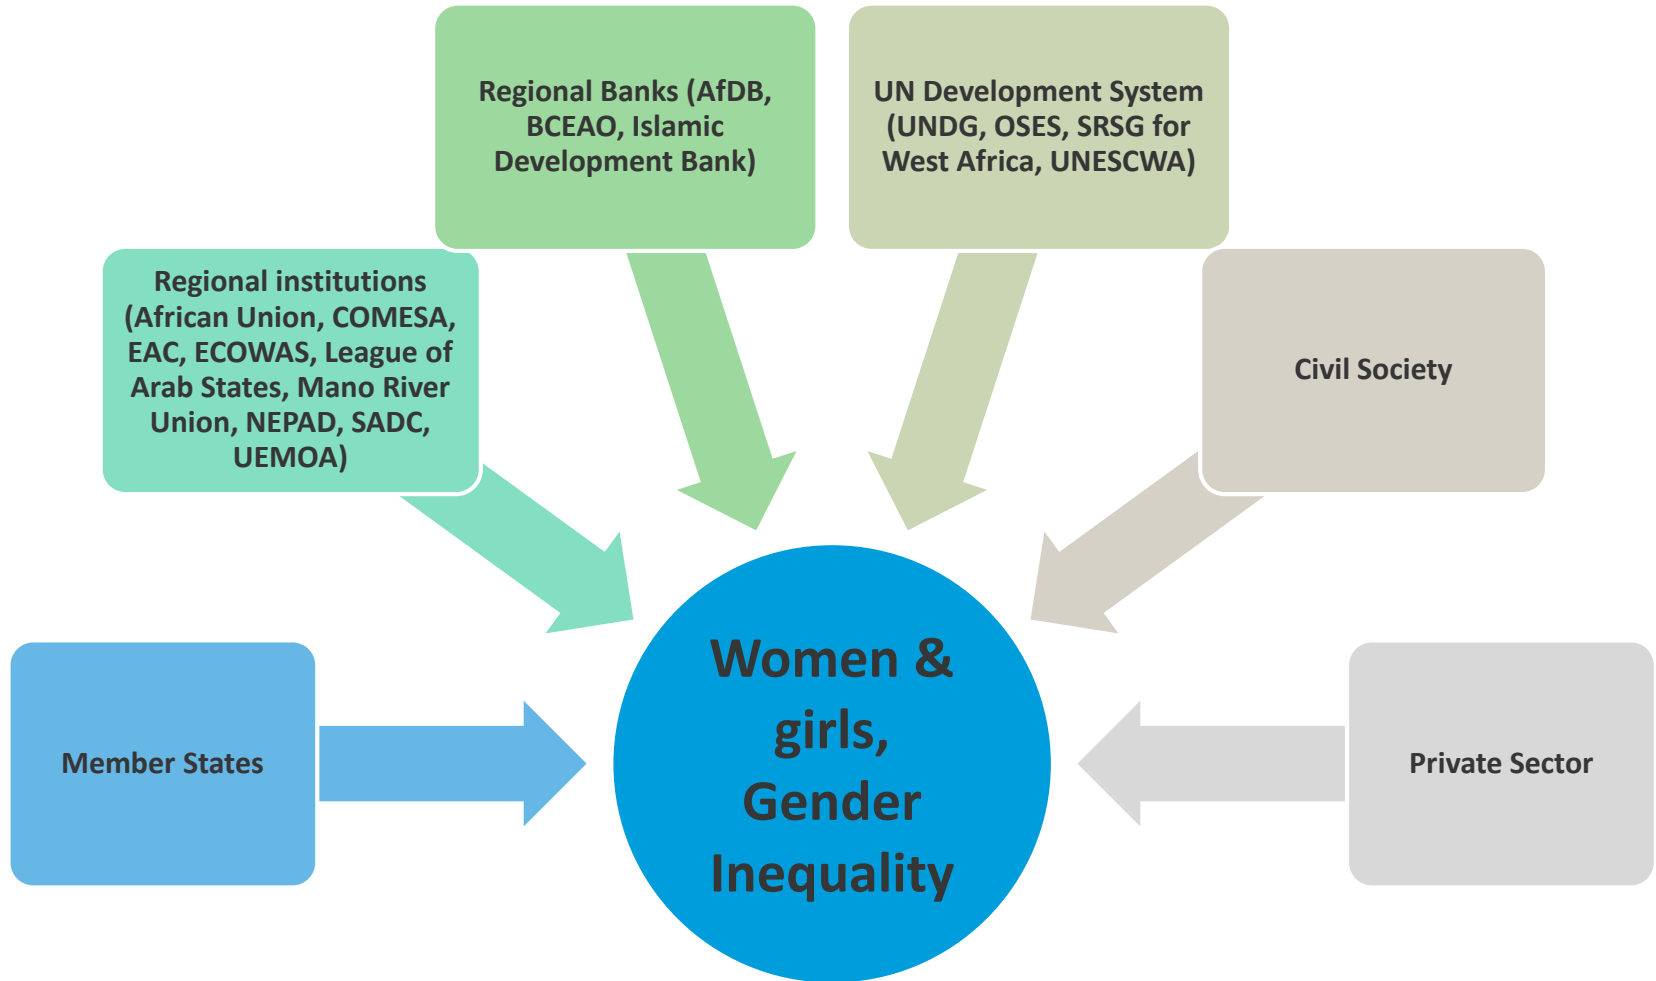 Regional Banks (AfDB,
BCEAO, Islamic
Development Bank)
UN Development System
(UNDG, OSES, SRSG for
West Africa, UNESCWA)
Regional institutions
(African Union, COMESA,
EAC, ECOWAS, League of
Arab States, Mano River
Union, NEPAD, SADC,
UEMOA)
Civil Society
Member States
Women &
girls,
Gender
Inequality
Private Sector